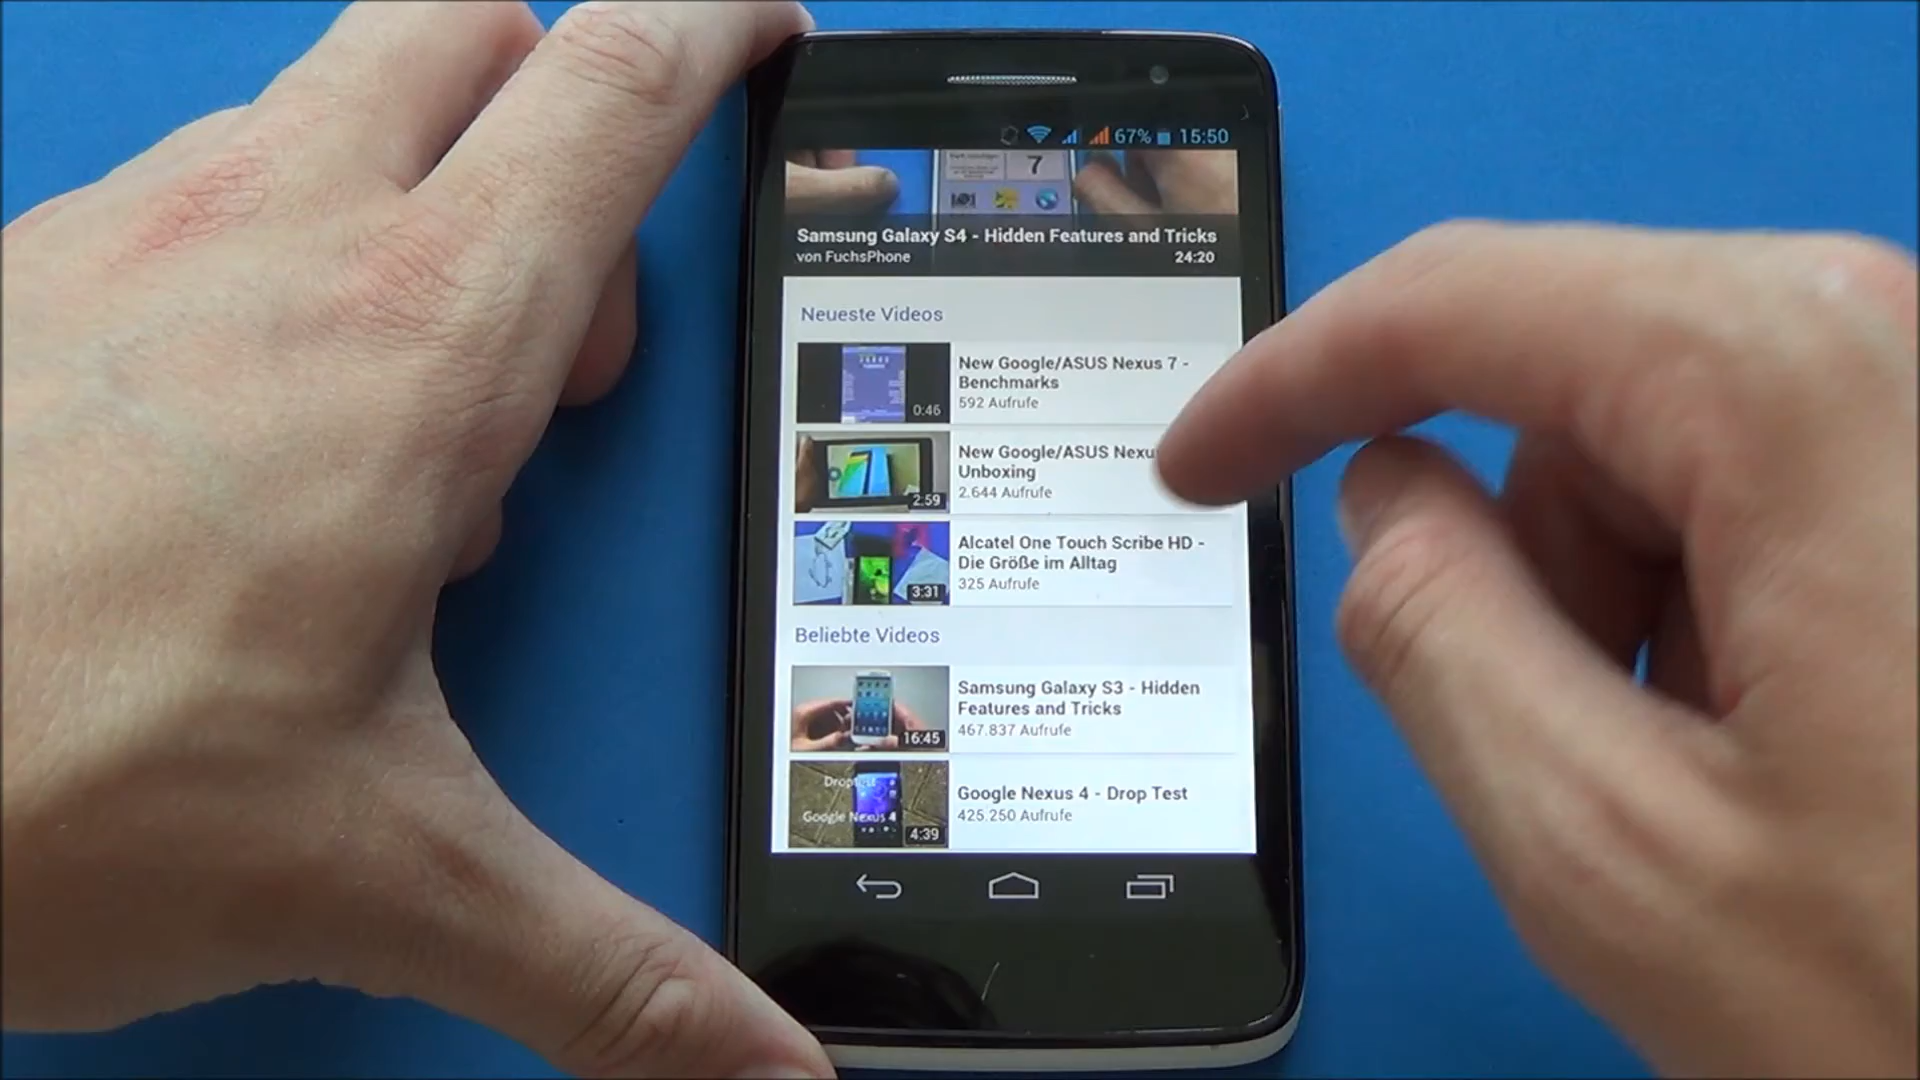 67% 15:50
7
Samsung Galaxy S4 - Hidden Features and Tricks
von FuchsPhone 24:20
Neueste Videos
New Google/ASUS Nexus 7 -
Benchmarks
592 Aufrufe
0:46
New Google/ASUS Nexu
Unboxing
2.644 Aufrufe
2:59
Alcatel One Touch Scribe HD -
Die Größe im Alltag
325 Aufrufe
3:31
Beliebte Videos
Samsung Galaxy S3 - Hidden
Features and Tricks
467.837 Aufrufe
16:45
Google Nexus 4 - Drop Test
425.250 Aufrufe
Google Nexus 4
4:39